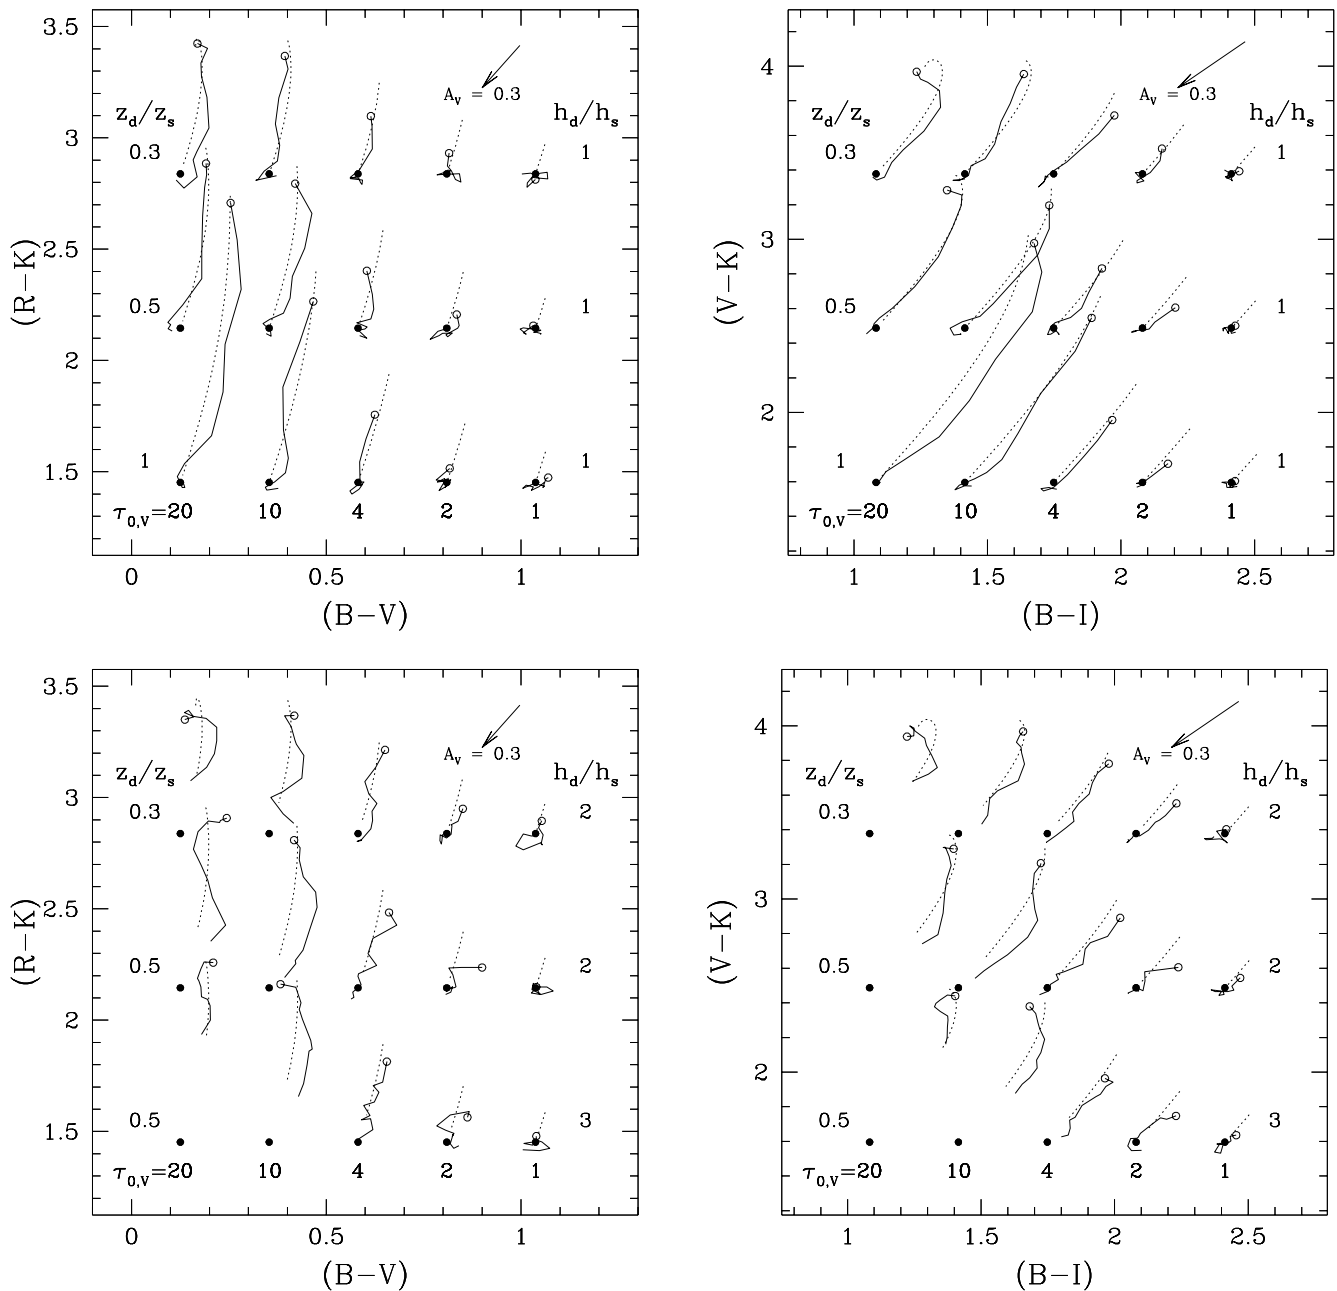 3.5
3
2.5
2
1.5
(R−K)
0 0.5 1
(B−V)
z_d/z_s
h_d/h_s
A_V = 0.3
0.3 1
0.5 1
1 1
τ_0,V=20 10 4 2 1
4
3
2
(V−K)
1 1.5 2 2.5
(B−I)
z_d/z_s
h_d/h_s
A_V = 0.3
0.3 1
0.5 1
1 1
τ_0,V=20 10 4 2 1
3.5
3
2.5
2
1.5
(R−K)
0 0.5 1
(B−V)
z_d/z_s
h_d/h_s
A_V = 0.3
0.3 2
0.5 2
0.5 3
τ_0,V=20 10 4 2 1
4
3
2
(V−K)
1 1.5 2 2.5
(B−I)
z_d/z_s
h_d/h_s
A_V = 0.3
0.3 2
0.5 2
0.5 3
τ_0,V=20 10 4 2 1